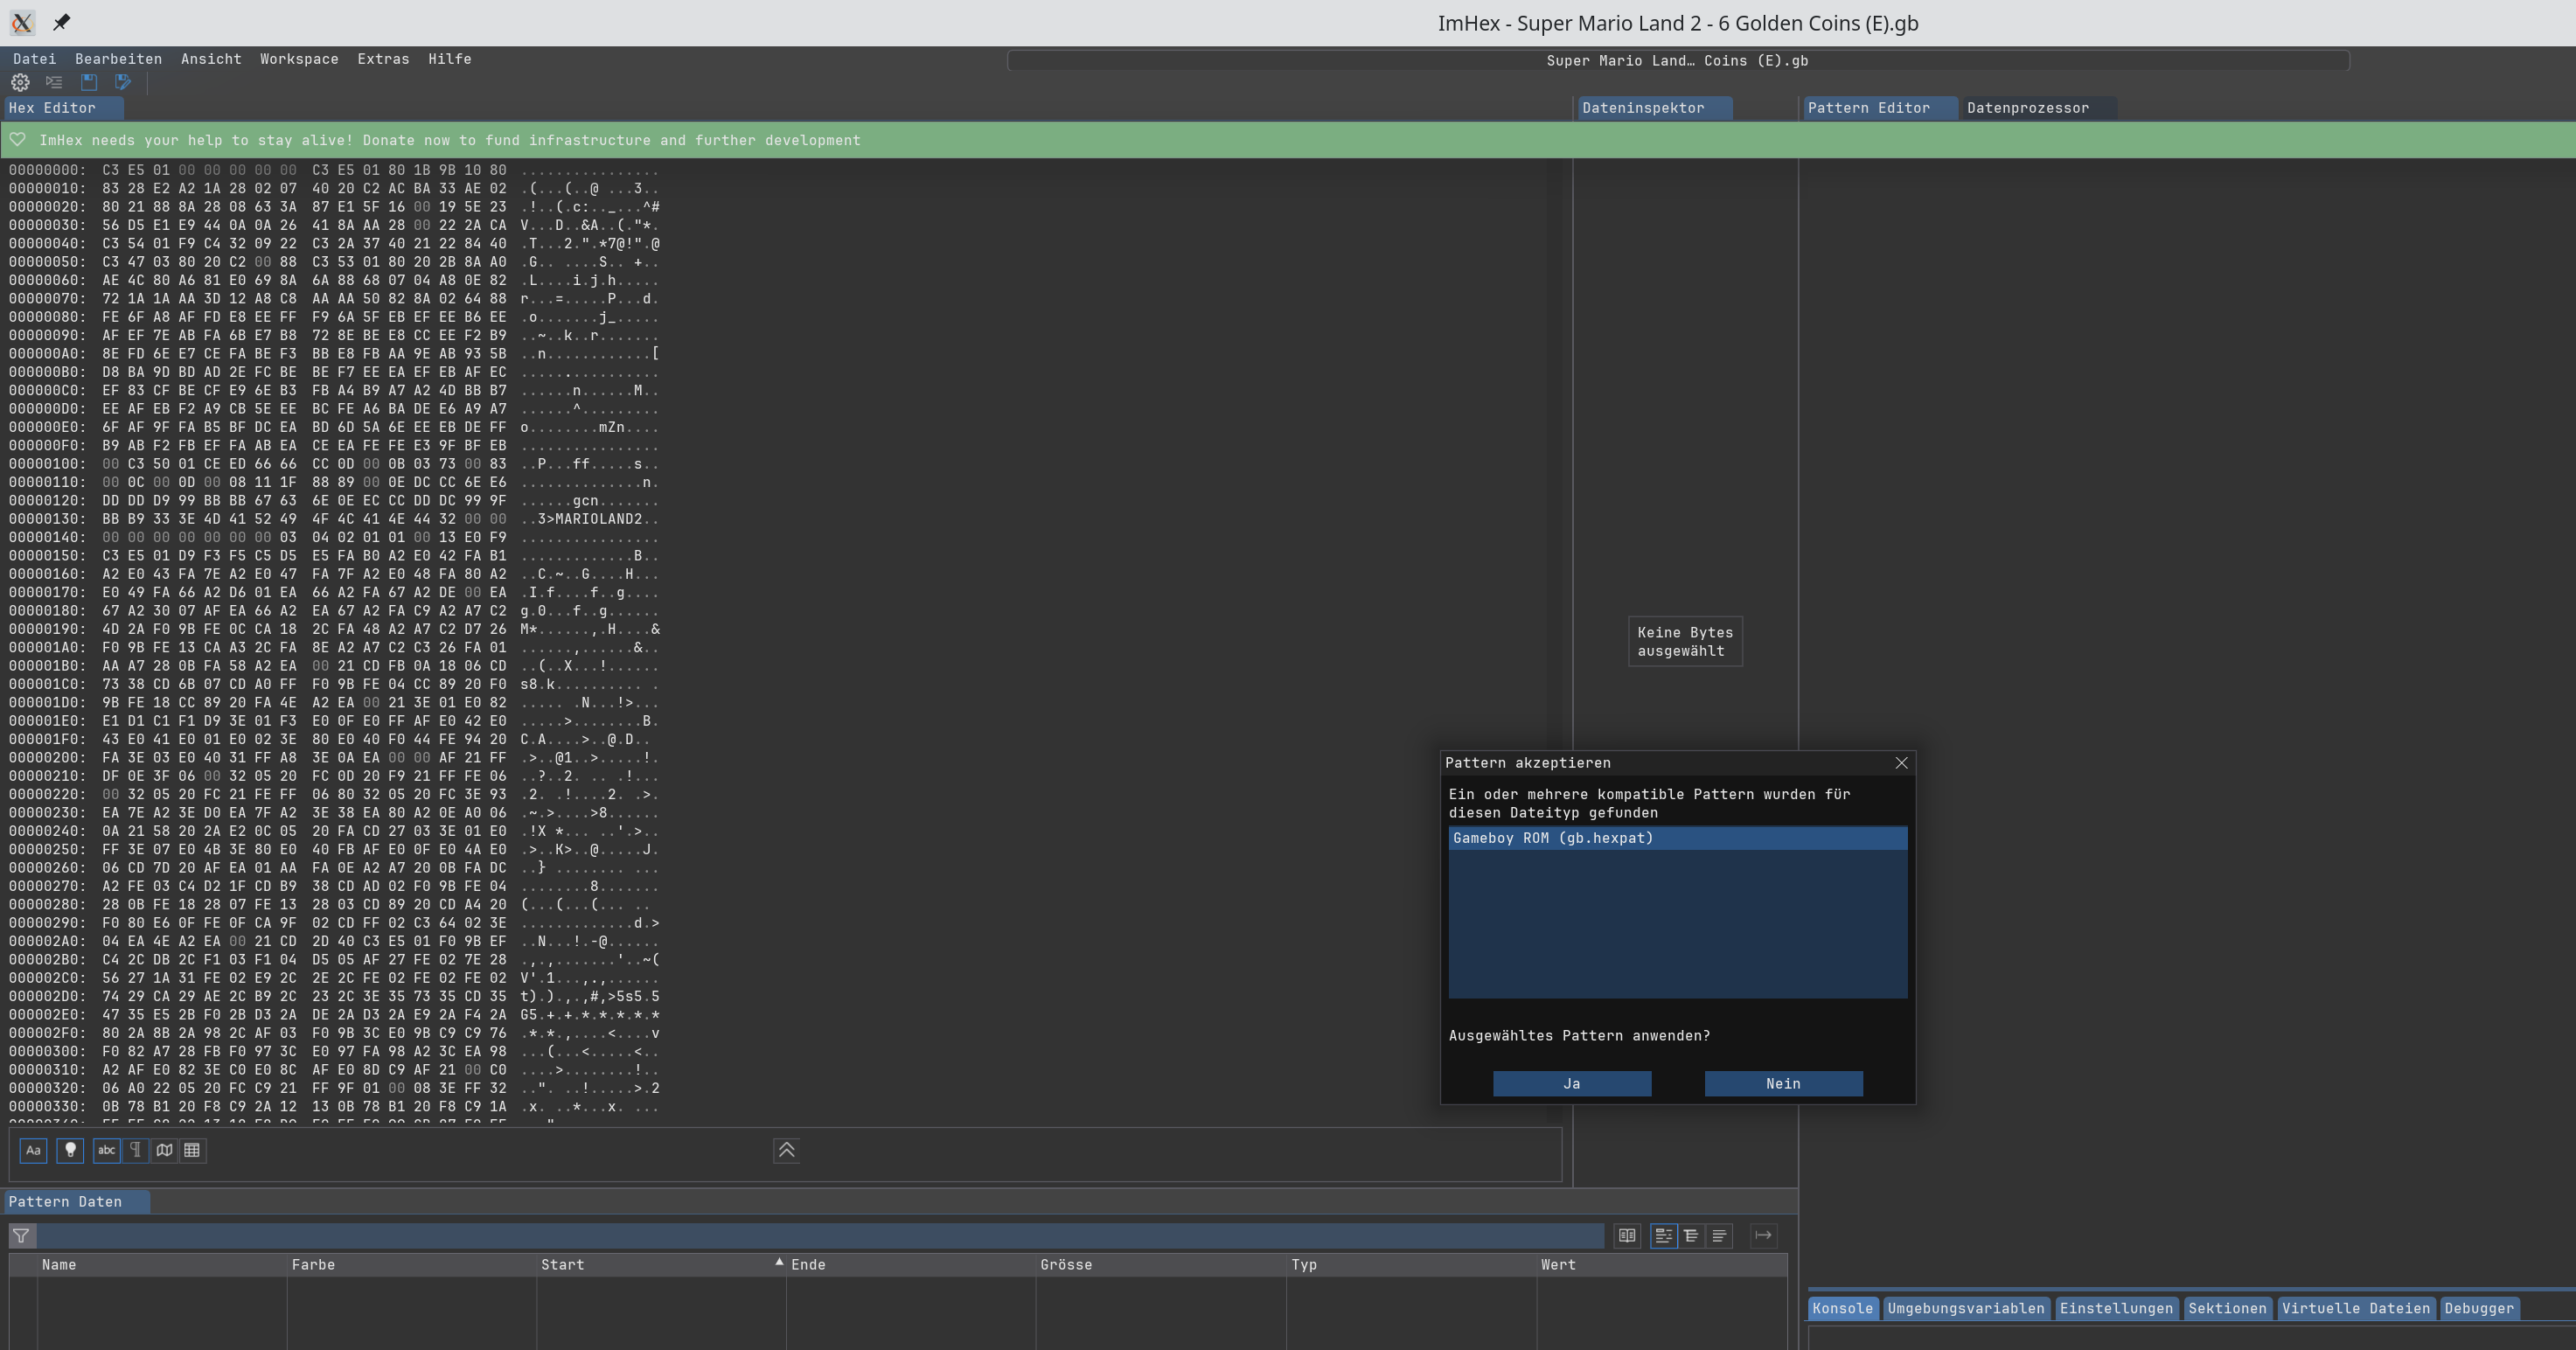 ImHex - Super Mario Land 2 - 6 Golden Coins (E).gb
Datei Bearbeiten Ansicht Workspace Extras Hilfe
Super Mario Land… Coins (E).gb
Hex Editor
Dateninspektor
Pattern Editor Datenprozessor
ImHex needs your help to stay alive! Donate now to fund infrastructure and further development
00000000: C3 E5 01 00 00 00 00 00 C3 E5 01 80 1B 9B 10 80 ................
00000010: 83 28 E2 A2 1A 28 02 07 40 20 C2 AC BA 33 AE 02 .(...(..@ ...3..
00000020: 80 21 88 8A 28 08 63 3A 87 E1 5F 16 00 19 5E 23 .!..(.c:.._...^#
00000030: 56 D5 E1 E9 44 0A 0A 26 41 8A AA 28 00 22 2A CA V...D..&A..(."*.
00000040: C3 54 01 F9 C4 32 09 22 C3 2A 37 40 21 22 84 40 .T...2.".*7@!".@
00000050: C3 47 03 80 20 C2 00 88 C3 53 01 80 20 2B 8A A0 .G.. ....S.. +..
00000060: AE 4C 80 A6 81 E0 69 8A 6A 88 68 07 04 A8 0E 82 .L....i.j.h.....
00000070: 72 1A 1A AA 3D 12 A8 C8 AA AA 50 82 8A 02 64 88 r...=.....P...d.
00000080: FE 6F A8 AF FD E8 EE FF F9 6A 5F EB EF EE B6 EE .o.......j_.....
00000090: AF EF 7E AB FA 6B E7 B8 72 8E BE E8 CC EE F2 B9 ..~..k..r.......
000000A0: 8E FD 6E E7 CE FA BE F3 BB E8 FB AA 9E AB 93 5B ..n............[
000000B0: D8 BA 9D BD AD 2E FC BE BE F7 EE EA EF EB AF EC ................
000000C0: EF 83 CF BE CF E9 6E B3 FB A4 B9 A7 A2 4D BB B7 ......n......M..
000000D0: EE AF EB F2 A9 CB 5E EE BC FE A6 BA DE E6 A9 A7 ......^.........
000000E0: 6F AF 9F FA B5 BF DC EA BD 6D 5A 6E EE EB DE FF o........mZn....
000000F0: B9 AB F2 FB EF FA AB EA CE EA FE FE E3 9F BF EB ................
00000100: 00 C3 50 01 CE ED 66 66 CC 0D 00 0B 03 73 00 83 ..P...ff.....s..
00000110: 00 0C 00 0D 00 08 11 1F 88 89 00 0E DC CC 6E E6 ..............n.
00000120: DD DD D9 99 BB BB 67 63 6E 0E EC CC DD DC 99 9F ......gcn.......
00000130: BB B9 33 3E 4D 41 52 49 4F 4C 41 4E 44 32 00 00 ..3>MARIOLAND2..
00000140: 00 00 00 00 00 00 00 03 04 02 01 01 00 13 E0 F9 ................
00000150: C3 E5 01 D9 F3 F5 C5 D5 E5 FA B0 A2 E0 42 FA B1 .............B..
00000160: A2 E0 43 FA 7E A2 E0 47 FA 7F A2 E0 48 FA 80 A2 ..C.~..G....H...
00000170: E0 49 FA 66 A2 D6 01 EA 66 A2 FA 67 A2 DE 00 EA .I.f....f..g....
00000180: 67 A2 30 07 AF EA 66 A2 EA 67 A2 FA C9 A2 A7 C2 g.0...f..g......
00000190: 4D 2A F0 9B FE 0C CA 18 2C FA 48 A2 A7 C2 D7 26 M*......,.H....&
000001A0: F0 9B FE 13 CA A3 2C FA 8E A2 A7 C2 C3 26 FA 01 ......,......&..
000001B0: AA A7 28 0B FA 58 A2 EA 00 21 CD FB 0A 18 06 CD ..(..X...!......
000001C0: 73 38 CD 6B 07 CD A0 FF F0 9B FE 04 CC 89 20 F0 s8.k.......... .
000001D0: 9B FE 18 CC 89 20 FA 4E A2 EA 00 21 3E 01 E0 82 ..... .N...!>...
000001E0: E1 D1 C1 F1 D9 3E 01 F3 E0 0F E0 FF AF E0 42 E0 .....>........B.
000001F0: 43 E0 41 E0 01 E0 02 3E 80 E0 40 F0 44 FE 94 20 C.A....>..@.D..
00000200: FA 3E 03 E0 40 31 FF A8 3E 0A EA 00 00 AF 21 FF .>..@1..>.....!.
00000210: DF 0E 3F 06 00 32 05 20 FC 0D 20 F9 21 FF FE 06 ..?..2. .. .!...
00000220: 00 32 05 20 FC 21 FE FF 06 80 32 05 20 FC 3E 93 .2. .!....2. .>.
00000230: EA 7E A2 3E D0 EA 7F A2 3E 38 EA 80 A2 0E A0 06 .~.>....>8......
00000240: 0A 21 58 20 2A E2 0C 05 20 FA CD 27 03 3E 01 E0 .!X *... ..'.>..
00000250: FF 3E 07 E0 4B 3E 80 E0 40 FB AF E0 0F E0 4A E0 .>..K>..@.....J.
00000260: 06 CD 7D 20 AF EA 01 AA FA 0E A2 A7 20 0B FA DC ..} ........ ...
00000270: A2 FE 03 C4 D2 1F CD B9 38 CD AD 02 F0 9B FE 04 ........8.......
00000280: 28 0B FE 18 28 07 FE 13 28 03 CD 89 20 CD A4 20 (...(...(... ..
00000290: F0 80 E6 0F FE 0F CA 9F 02 CD FF 02 C3 64 02 3E .............d.>
000002A0: 04 EA 4E A2 EA 00 21 CD 2D 40 C3 E5 01 F0 9B EF ..N...!.-@......
000002B0: C4 2C DB 2C F1 03 F1 04 D5 05 AF 27 FE 02 7E 28 .,.,.......'..~(
000002C0: 56 27 1A 31 FE 02 E9 2C 2E 2C FE 02 FE 02 FE 02 V'.1...,.,......
000002D0: 74 29 CA 29 AE 2C B9 2C 23 2C 3E 35 73 35 CD 35 t).).,.,#,>5s5.5
000002E0: 47 35 E5 2B F0 2B D3 2A DE 2A D3 2A E9 2A F4 2A G5.+.+.*.*.*.*.*
000002F0: 80 2A 8B 2A 98 2C AF 03 F0 9B 3C E0 9B C9 C9 76 .*.*.,....<....v
00000300: F0 82 A7 28 FB F0 97 3C E0 97 FA 98 A2 3C EA 98 ...(...<.....<..
00000310: A2 AF E0 82 3E C0 E0 8C AF E0 8D C9 AF 21 00 C0 ....>........!..
00000320: 06 A0 22 05 20 FC C9 21 FF 9F 01 00 08 3E FF 32 ..". ..!.....>.2
00000330: 0B 78 B1 20 F8 C9 2A 12 13 0B 78 B1 20 F8 C9 1A .x. ..*...x. ...
Keine Bytes
ausgewählt
Pattern akzeptieren
Ein oder mehrere kompatible Pattern wurden für
diesen Dateityp gefunden
Gameboy ROM (gb.hexpat)
Ausgewähltes Pattern anwenden?
Ja Nein
Aa abc
Pattern Daten
Name Farbe Start Ende Grösse Typ Wert
Konsole Umgebungsvariablen Einstellungen Sektionen Virtuelle Dateien Debugger